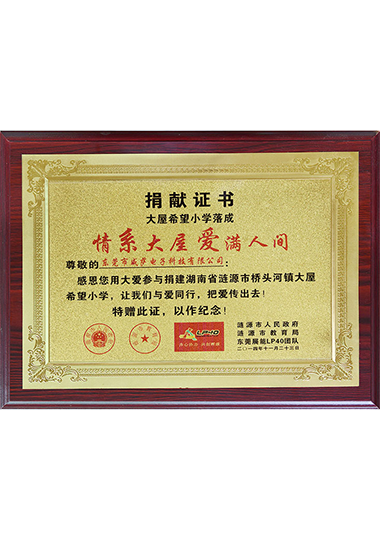 捐献证书
大屋希望小学落成
情系大屋 爱满人间
尊敬的东莞市威萨电子科技有限公司：
感恩您用大爱参与捐建湖南省涟源市桥头河镇大屋
希望小学，让我们与爱同行，把爱传出去！
特赠此证，以作纪念！
LP40
涟源市人民政府
涟源市教育局
东莞展能LP40团队
二〇一四年十一月二十三日